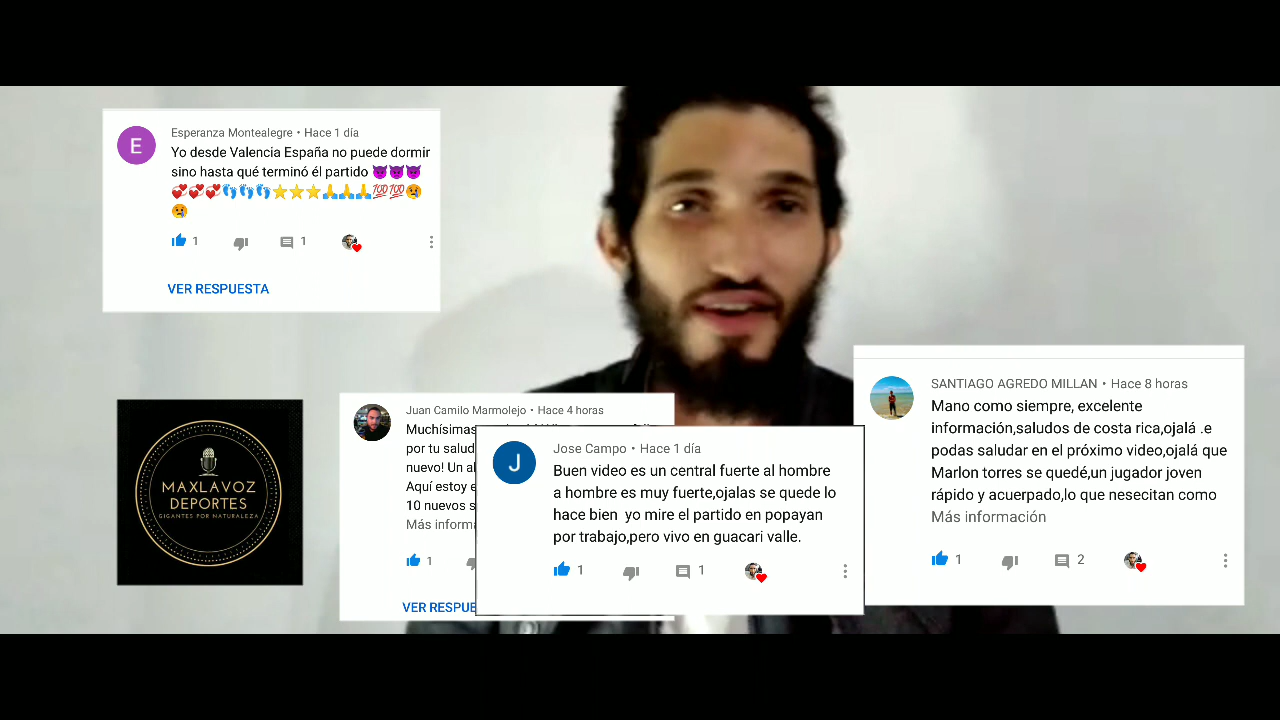 E
Esperanza Montealegre • Hace 1 día
Yo desde Valencia España no puede dormir
sino hasta qué terminó él partido 😈😈😈
💞💞💞👣👣👣⭐⭐⭐🙏🙏🙏💯💯😢
😢
1
1
VER RESPUESTA
MAXLAVOZ
DEPORTES
GIGANTES POR NATURALEZA
Juan Camilo Marmolejo • Hace 4 horas
Muchísimas
por tu salud
nuevo! Un al
Aquí estoy e
10 nuevos s
Más inform
1
VER RESPUE
J
Jose Campo • Hace 1 día
Buen video es un central fuerte al hombre
a hombre es muy fuerte,ojalas se quede lo
hace bien yo mire el partido en popayan
por trabajo,pero vivo en guacari valle.
1
1
SANTIAGO AGREDO MILLAN • Hace 8 horas
Mano como siempre, excelente
información,saludos de costa rica,ojalá .e
podas saludar en el próximo video,ojalá que
Marlon torres se quedé,un jugador joven
rápido y acuerpado,lo que nesecitan como
Más información
1
2